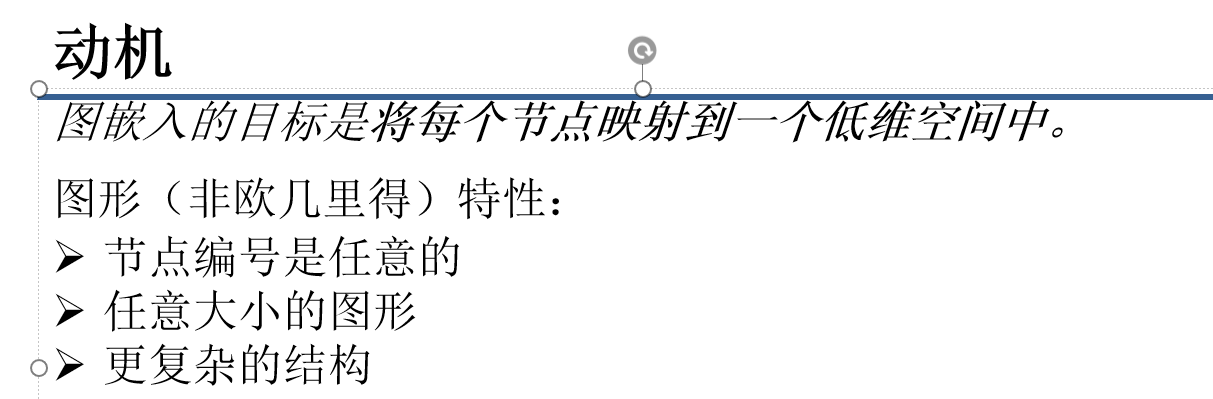 动机
图嵌入的目标是将每个节点映射到一个低维空间中。
图形（非欧几里得）特性：
➢ 节点编号是任意的
➢ 任意大小的图形
➢ 更复杂的结构